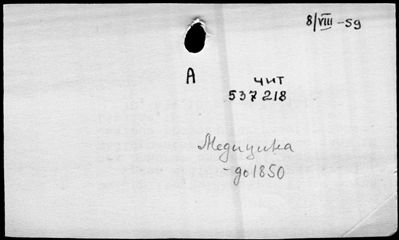 8/VIII-59
А
чит
537218
Медицина
-до1850